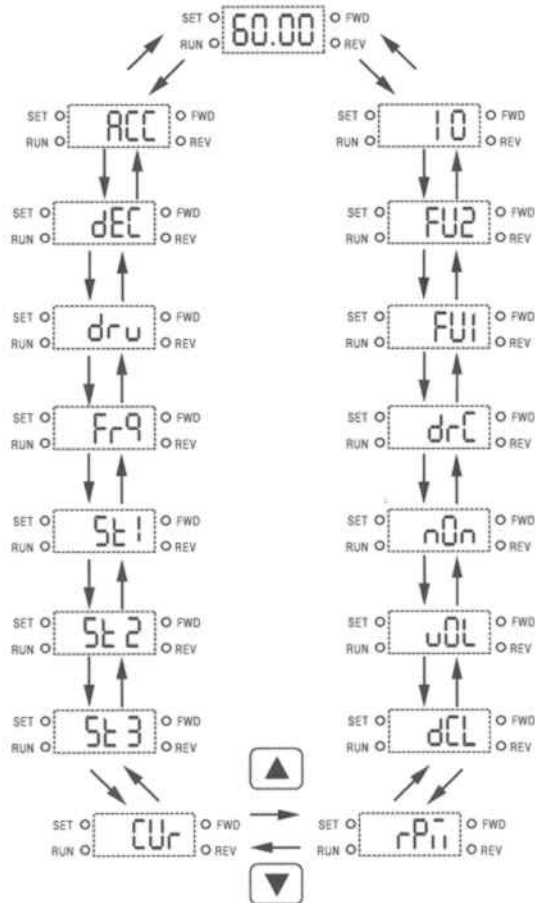 SET 60.00 FWD
RUN REV
SET ACC FWD SET IO FWD
RUN REV RUN REV
SET dEC FWD SET FU2 FWD
RUN REV RUN REV
SET drv FWD SET FU1 FWD
RUN REV RUN REV
SET Frq FWD SET drC FWD
RUN REV RUN REV
SET St1 FWD SET nOn FWD
RUN REV RUN REV
SET St2 FWD SET vOL FWD
RUN REV RUN REV
SET St3 FWD SET dCL FWD
RUN REV RUN REV
SET CUr FWD SET rPm FWD
RUN REV RUN REV